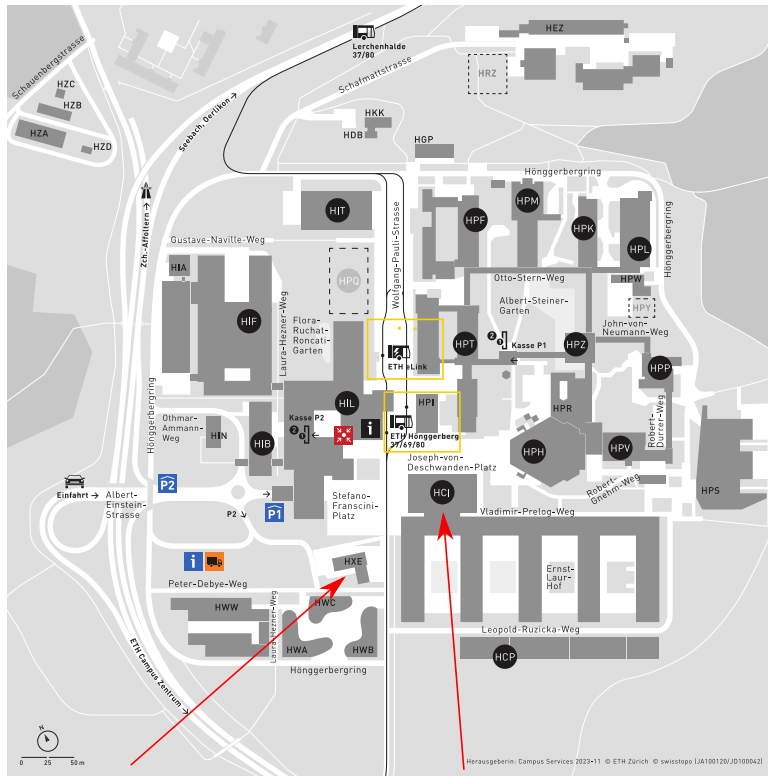 HEZ
Lerchenhalde
37/80
Schauenbergstrasse
HZC
HZB
HZA
HZD
Schaffmattstrasse
HRZ
Seebach, Oerlikon →
HKK
HDB
HGP
Hönggerbergring
Zch.-Affoltern →
HIT
Wolfgang-Pauli-Strasse
HPF
HPM
HPK
HPL
Hönggerbergring
Gustave-Naville-Weg
HIA
HPQ
Otto-Stern-Weg
HPW
HIF
Laura-Hezner-Weg
Flora-
Ruchat-
Roncati-
Garten
Albert-Steiner-
Garten
HPY
John-von-
Neumann-Weg
ETH eLink
HPT
2
1
Kasse P1
←
HPZ
HPP
Hönggerbergring
Othmar-
Ammann-
Weg
HIN
HIB
Kasse P2
2
1
←
HIL
i
HPI
ETH Hönggerberg
37/69/80
HPR
HPH
HPV
Robert-
Durrer-Weg
Joseph-von-
Deschwanden-Platz
Robert-
Gnehm-Weg
HPS
Einfahrt →
Albert-
Einstein-
Strasse
P2
P2
→
P1
Stefano-
Franscini-
Platz
HCI
Vladimir-Prelog-Weg
i
HXE
Peter-Debye-Weg
Ernst-
Laur-
Hof
HWW
Laura-Hezner-Weg
HWC
HWA
HWB
Leopold-Ruzicka-Weg
HCP
Hönggerbergring
ETH Campus Zentrum →
N
0
25
50 m
Herausgeberin: Campus Services 2023-11 © ETH Zürich © swisstopo (JA100120/JD100042)